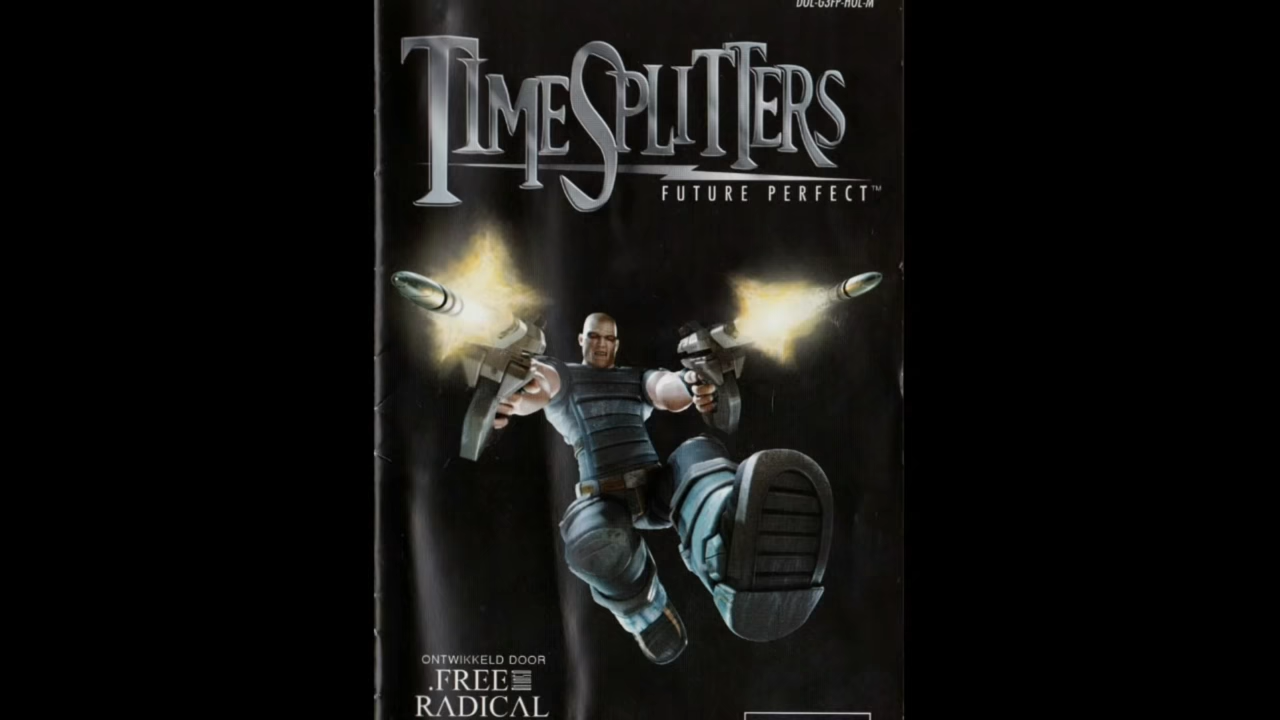 DOL-G3FP-HOL-M
TIMESPLITTERS
FUTURE PERFECT™
ONTWIKKELD DOOR
.FREE
RADICAL